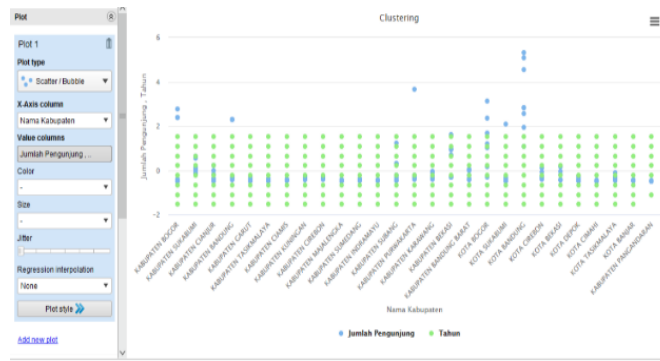 Plot
Plot 1
Plot type
Scatter / Bubble
X-Axis column
Nama Kabupaten
Value columns
Jumlah Pengunjung , ...
Color
-
Size
-
Jitter
Regression interpolation
None
Plot style
Add new plot
Clustering
Jumlah Pengunjung , Tahun
6
4
2
0
-2
KABUPATEN BOGOR
KABUPATEN SUKABUMI
KABUPATEN CIANJUR
KABUPATEN BANDUNG
KABUPATEN GARUT
KABUPATEN TASIKMALAYA
KABUPATEN CIAMIS
KABUPATEN KUNINGAN
KABUPATEN CIREBON
KABUPATEN MAJALENGKA
KABUPATEN SUMEDANG
KABUPATEN INDRAMAYU
KABUPATEN SUBANG
KABUPATEN PURWAKARTA
KABUPATEN KARAWANG
KABUPATEN BEKASI
KABUPATEN BANDUNG BARAT
KOTA BOGOR
KOTA SUKABUMI
KOTA BANDUNG
KOTA CIREBON
KOTA BEKASI
KOTA DEPOK
KOTA CIMAHI
KOTA TASIKMALAYA
KOTA BANJAR
KABUPATEN PANGANDARAN
Nama Kabupaten
Jumlah Pengunjung Tahun